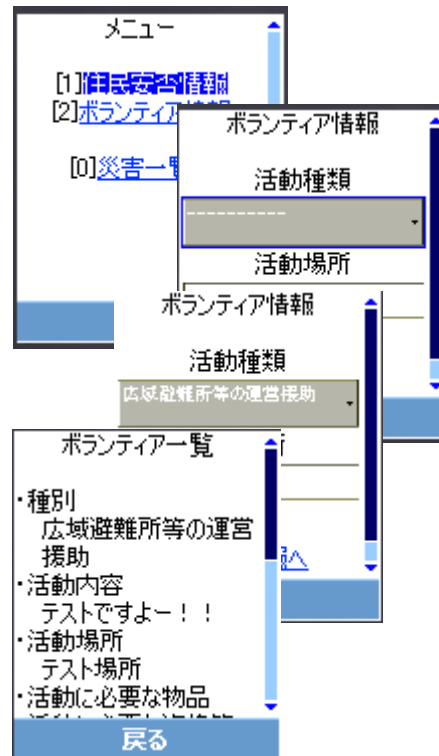 メニュー
[1]住民安否情報
[2]ボランティア情報
[0]災害一覧
ボランティア情報
活動種類
----------
活動場所
ボランティア情報
活動種類
広域避難所等の運営援助
所
へ
ボランティア一覧
・種別
広域避難所等の運営
援助
・活動内容
テストですよー！！
・活動場所
テスト場所
・活動に必要な物品
戻る